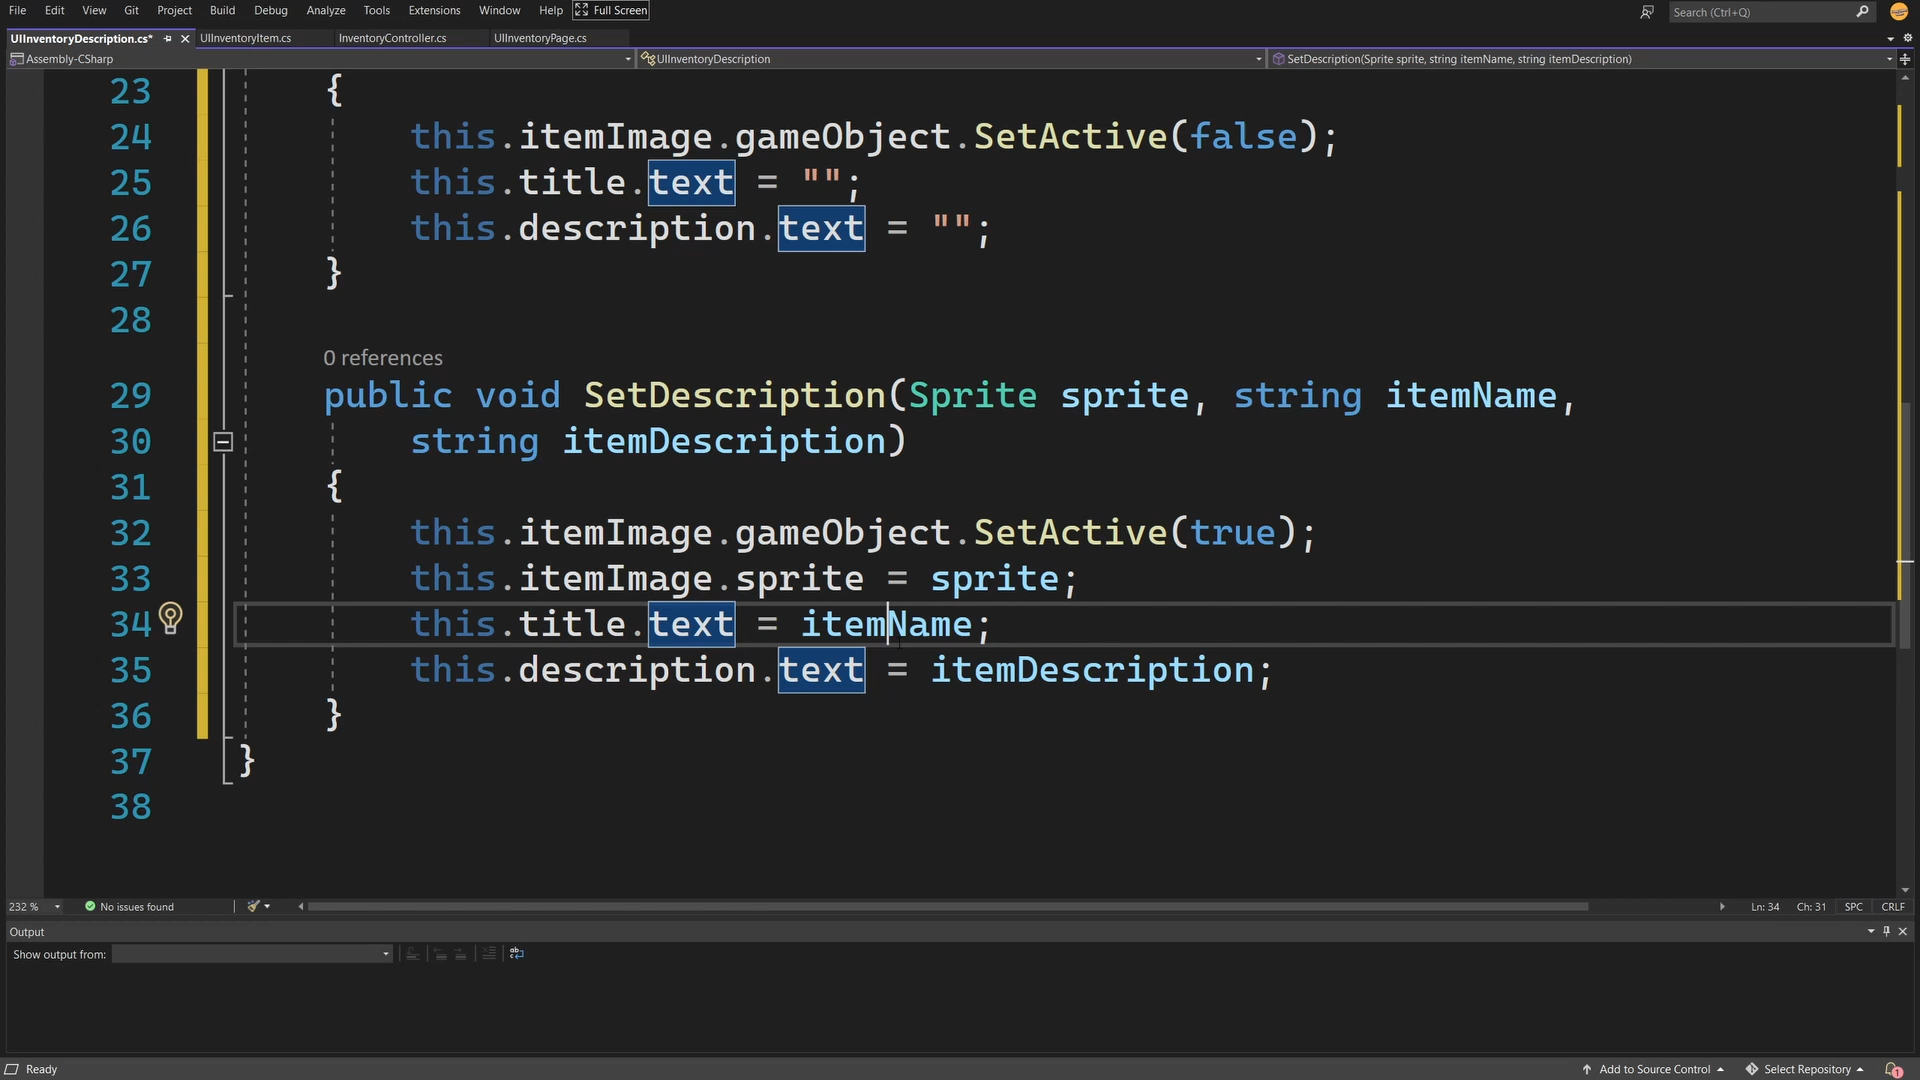 File Edit View Git Project Build Debug Analyze Tools Extensions Window Help Full Screen Search (Ctrl+Q)
UIInventoryDescription.cs* UIInventoryItem.cs InventoryController.cs UIInventoryPage.cs
Assembly-CSharp UIInventoryDescription SetDescription(Sprite sprite, string itemName, string itemDescription)
23 {
24 this.itemImage.gameObject.SetActive(false);
25 this.title.text = "";
26 this.description.text = "";
27 }
28
0 references
29 public void SetDescription(Sprite sprite, string itemName,
30 string itemDescription)
31 {
32 this.itemImage.gameObject.SetActive(true);
33 this.itemImage.sprite = sprite;
34 this.title.text = itemName;
35 this.description.text = itemDescription;
36 }
37 }
38
232 % No issues found Ln: 34 Ch: 31 SPC CRLF
Output
Show output from:
Ready Add to Source Control Select Repository 1